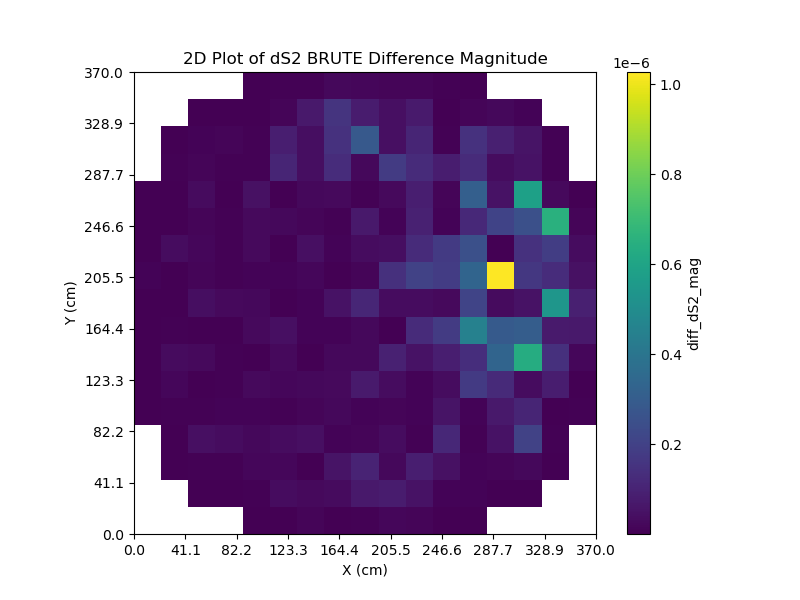 2D Plot of dS2 BRUTE Difference Magnitude
1e−6
370.0
328.9
287.7
246.6
205.5
164.4
123.3
82.2
41.1
0.0
Y (cm)
0.0 41.1 82.2 123.3 164.4 205.5 246.6 287.7 328.9 370.0
X (cm)
1.0
0.8
0.6
0.4
0.2
diff_dS2_mag